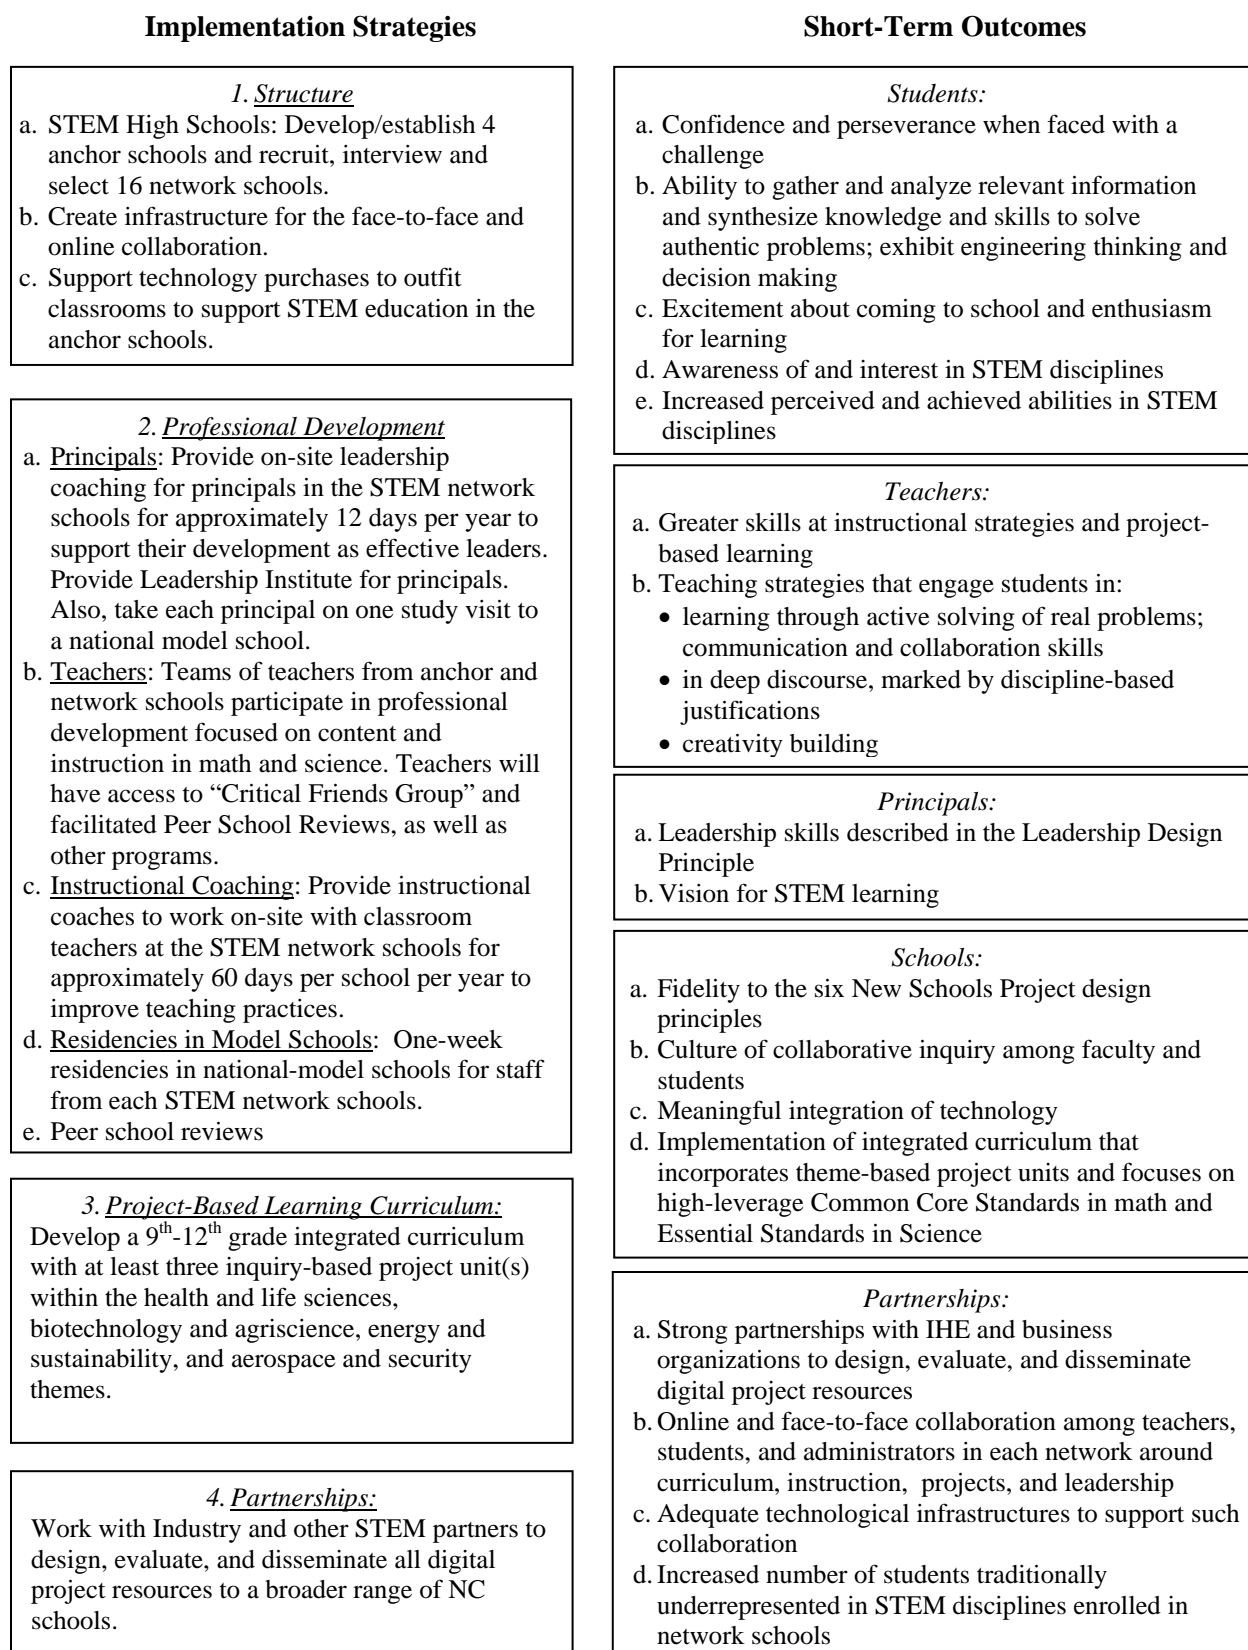 Implementation Strategies
1. Structure
a. STEM High Schools: Develop/establish 4
anchor schools and recruit, interview and
select 16 network schools.
b. Create infrastructure for the face-to-face and
online collaboration.
c. Support technology purchases to outfit
classrooms to support STEM education in the
anchor schools.
2. Professional Development
a. Principals: Provide on-site leadership
coaching for principals in the STEM network
schools for approximately 12 days per year to
support their development as effective leaders.
Provide Leadership Institute for principals.
Also, take each principal on one study visit to
a national model school.
b. Teachers: Teams of teachers from anchor and
network schools participate in professional
development focused on content and
instruction in math and science. Teachers will
have access to “Critical Friends Group” and
facilitated Peer School Reviews, as well as
other programs.
c. Instructional Coaching: Provide instructional
coaches to work on-site with classroom
teachers at the STEM network schools for
approximately 60 days per school per year to
improve teaching practices.
d. Residencies in Model Schools: One-week
residencies in national-model schools for staff
from each STEM network schools.
e. Peer school reviews
3. Project-Based Learning Curriculum:
Develop a 9th-12th grade integrated curriculum
with at least three inquiry-based project unit(s)
within the health and life sciences,
biotechnology and agriscience, energy and
sustainability, and aerospace and security
themes.
4. Partnerships:
Work with Industry and other STEM partners to
design, evaluate, and disseminate all digital
project resources to a broader range of NC
schools.
Short-Term Outcomes
Students:
a. Confidence and perseverance when faced with a
challenge
b. Ability to gather and analyze relevant information
and synthesize knowledge and skills to solve
authentic problems; exhibit engineering thinking and
decision making
c. Excitement about coming to school and enthusiasm
for learning
d. Awareness of and interest in STEM disciplines
e. Increased perceived and achieved abilities in STEM
disciplines
Teachers:
a. Greater skills at instructional strategies and project-
based learning
b. Teaching strategies that engage students in:
• learning through active solving of real problems;
communication and collaboration skills
• in deep discourse, marked by discipline-based
justifications
• creativity building
Principals:
a. Leadership skills described in the Leadership Design
Principle
b. Vision for STEM learning
Schools:
a. Fidelity to the six New Schools Project design
principles
b. Culture of collaborative inquiry among faculty and
students
c. Meaningful integration of technology
d. Implementation of integrated curriculum that
incorporates theme-based project units and focuses on
high-leverage Common Core Standards in math and
Essential Standards in Science
Partnerships:
a. Strong partnerships with IHE and business
organizations to design, evaluate, and disseminate
digital project resources
b. Online and face-to-face collaboration among teachers,
students, and administrators in each network around
curriculum, instruction, projects, and leadership
c. Adequate technological infrastructures to support such
collaboration
d. Increased number of students traditionally
underrepresented in STEM disciplines enrolled in
network schools